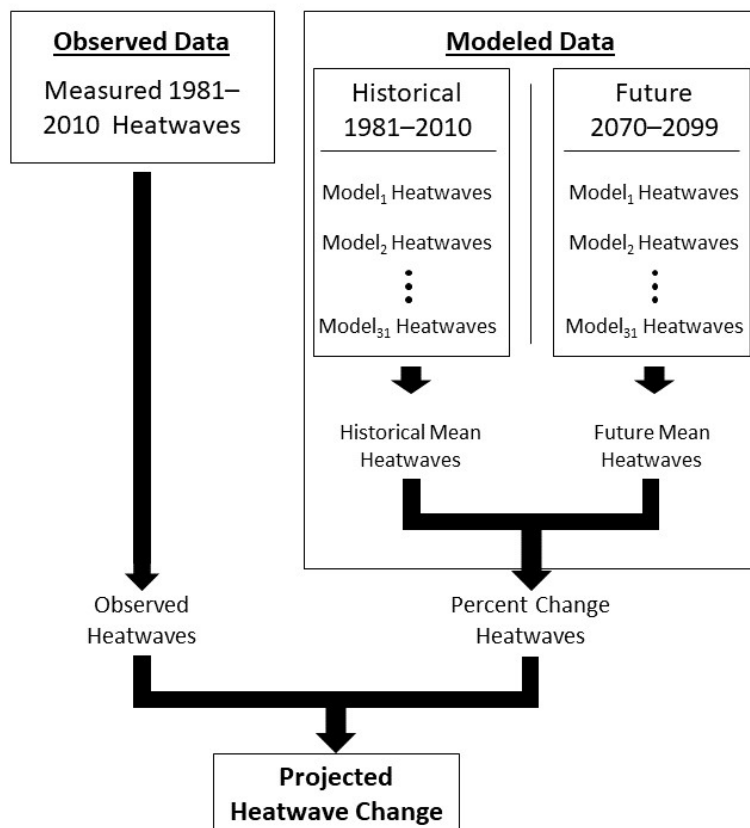 Observed Data
Measured 1981–
2010 Heatwaves
Modeled Data
Historical
1981–2010
Model₁ Heatwaves
Model₂ Heatwaves
Model₃₁ Heatwaves
Historical Mean
Heatwaves
Future
2070–2099
Model₁ Heatwaves
Model₂ Heatwaves
Model₃₁ Heatwaves
Future Mean
Heatwaves
Observed
Heatwaves
Percent Change
Heatwaves
Projected
Heatwave Change